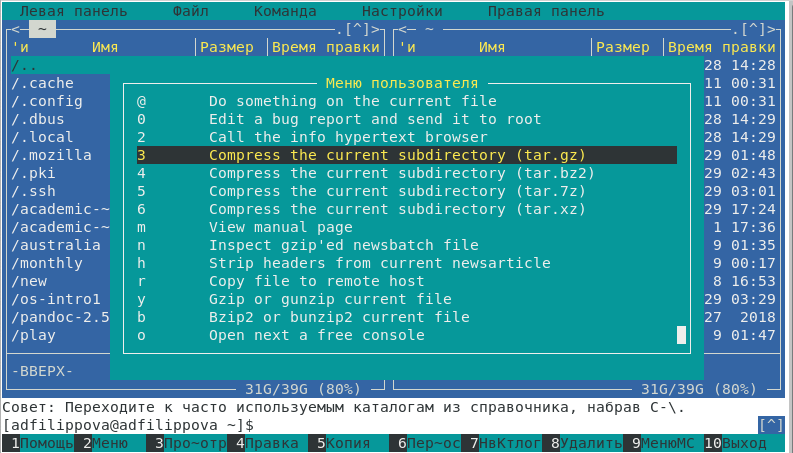 Левая панель Файл Команда Настройки Правая панель
<─ ~ .[^]> <─ ~ .[^]>
'и Имя Размер Время правки 'и Имя Размер Время правки
/.. 28 14:28
Меню пользователя
/.cache 11 00:31
/.config @ Do something on the current file 11 00:31
/.dbus 0 Edit a bug report and send it to root 28 14:29
/.local 2 Call the info hypertext browser 28 14:29
/.mozilla 3 Compress the current subdirectory (tar.gz) 29 01:48
/.pki 4 Compress the current subdirectory (tar.bz2) 29 02:43
/.ssh 5 Compress the current subdirectory (tar.7z) 29 03:01
/academic-~ 6 Compress the current subdirectory (tar.xz) 29 17:24
/academic-~ m View manual page 1 17:36
/australia n Inspect gzip'ed newsbatch file 9 01:35
/monthly h Strip headers from current newsarticle 9 00:17
/new r Copy file to remote host 8 16:53
/os-intro1 y Gzip or gunzip current file 29 03:29
/pandoc-2.5 b Bzip2 or bunzip2 current file 27 2018
/play o Open next a free console 9 01:47
-ВВЕРХ-
31G/39G (80%) 31G/39G (80%)
Совет: Переходите к часто используемым каталогам из справочника, набрав C-\.
[adfilippova@adfilippova ~]$ [^]
1Помощь 2Меню 3Про~отр 4Правка 5Копия 6Пер~ос 7НвКтлог 8Удалить 9МенюМС 10Выход